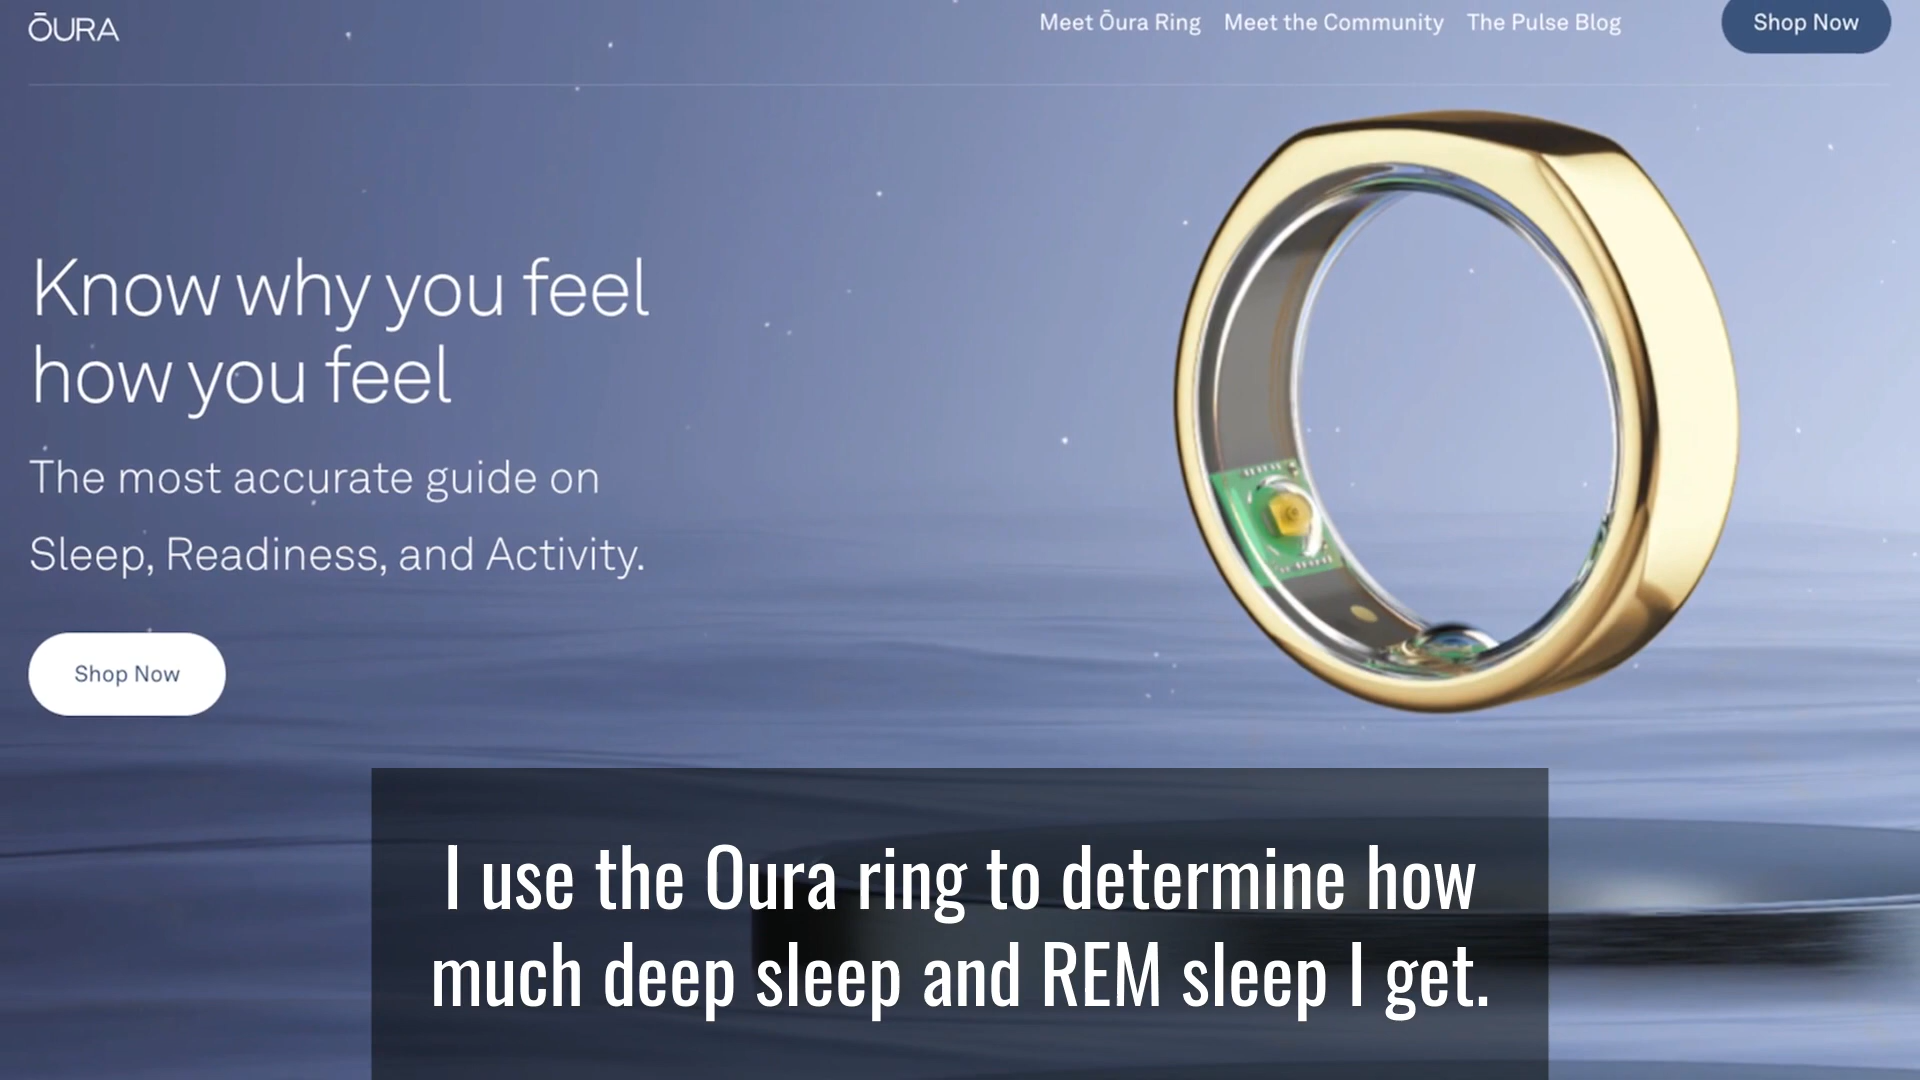 ŌURA
Meet Ōura Ring
Meet the Community
The Pulse Blog
Shop Now
Know why you feel
how you feel
The most accurate guide on
Sleep, Readiness, and Activity.
Shop Now
I use the Oura ring to determine how
much deep sleep and REM sleep I get.